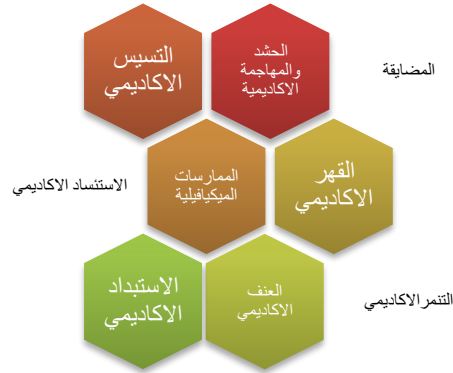 الحشد
والمهاجمة
الاكاديمية
التسيس
الاكاديمي
المضايقة
القهر
الاكاديمي
الممارسات
الميكيافيلية
الاستئساد الاكاديمي
العنف
الاكاديمي
الاستبداد
الاكاديمي
التنمرالاكاديمي